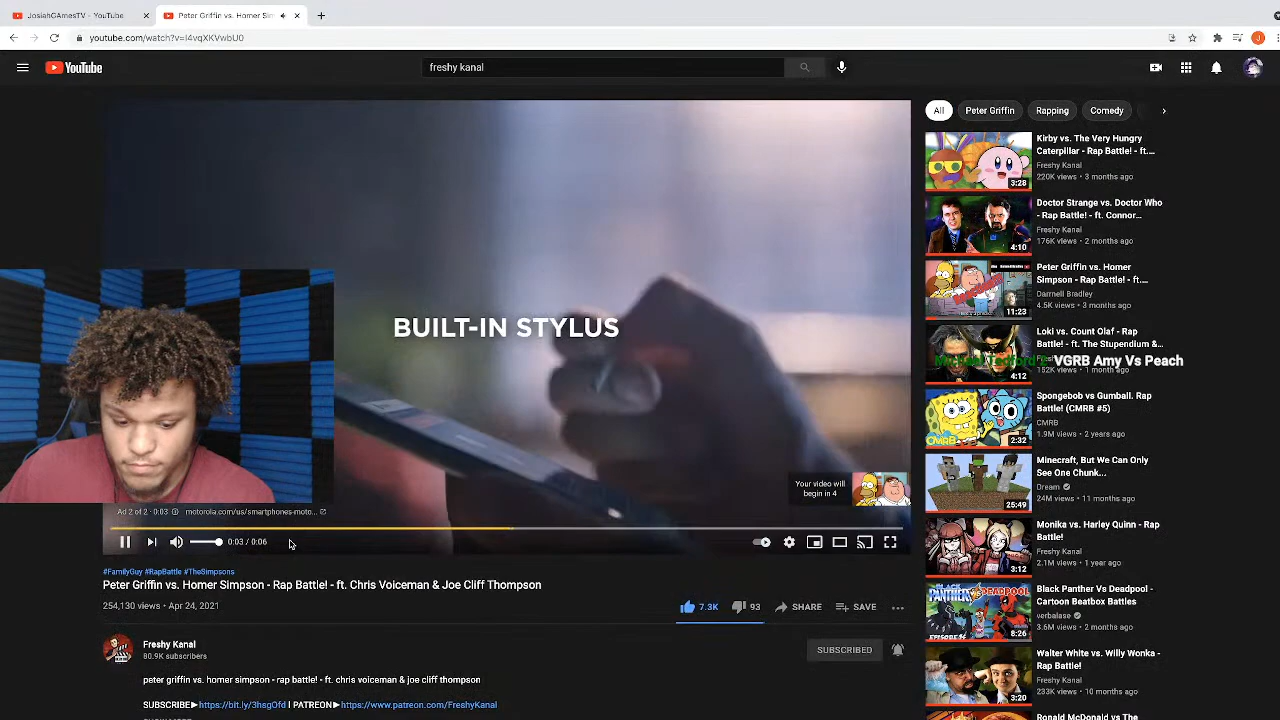 JosiahGAmesTV - YouTube
Peter Griffin vs. Homer Sim
youtube.com/watch?v=I4vqXKVwbU0
J
YouTube
freshy kanal
BUILT-IN STYLUS
Your video will
begin in 4
Ad 2 of 2 · 0:03
motorola.com/us/smartphones-moto...
0:03 / 0:06
#FamilyGuy #RapBattle #TheSimpsons
Peter Griffin vs. Homer Simpson - Rap Battle! - ft. Chris Voiceman & Joe Cliff Thompson
254,130 views • Apr 24, 2021
7.3K
93
SHARE
SAVE
Freshy Kanal
80.9K subscribers
SUBSCRIBED
peter griffin vs. homer simpson - rap battle! - ft. chris voiceman & joe cliff thompson
SUBSCRIBE▶https://bit.ly/3hsgOfd I PATREON▶https://www.patreon.com/FreshyKanal
All
Peter Griffin
Rapping
Comedy
Kirby vs. The Very Hungry
Caterpillar - Rap Battle! - ft....
Freshy Kanal
220K views • 3 months ago
3:28
Doctor Strange vs. Doctor Who
- Rap Battle! - ft. Connor...
Freshy Kanal
176K views • 2 months ago
4:10
Peter Griffin vs. Homer
Simpson - Rap Battle! - ft....
Darrnell Bradley
4.5K views • 3 months ago
11:23
Loki vs. Count Olaf - Rap
Battle! - ft. The Stupendium &...
VGRB Amy Vs Peach
152K views • 1 month ago
4:12
Spongebob vs Gumball. Rap
Battle! (CMRB #5)
CMRB
1.9M views • 2 years ago
2:32
Minecraft, But We Can Only
See One Chunk...
Dream
24M views • 11 months ago
25:49
Monika vs. Harley Quinn - Rap
Battle!
Freshy Kanal
2.1M views • 1 year ago
3:12
Black Panther Vs Deadpool -
Cartoon Beatbox Battles
verbalase
3.6M views • 2 months ago
8:26
Walter White vs. Willy Wonka -
Rap Battle!
Freshy Kanal
233K views • 10 months ago
3:20
Ronald McDonald vs The